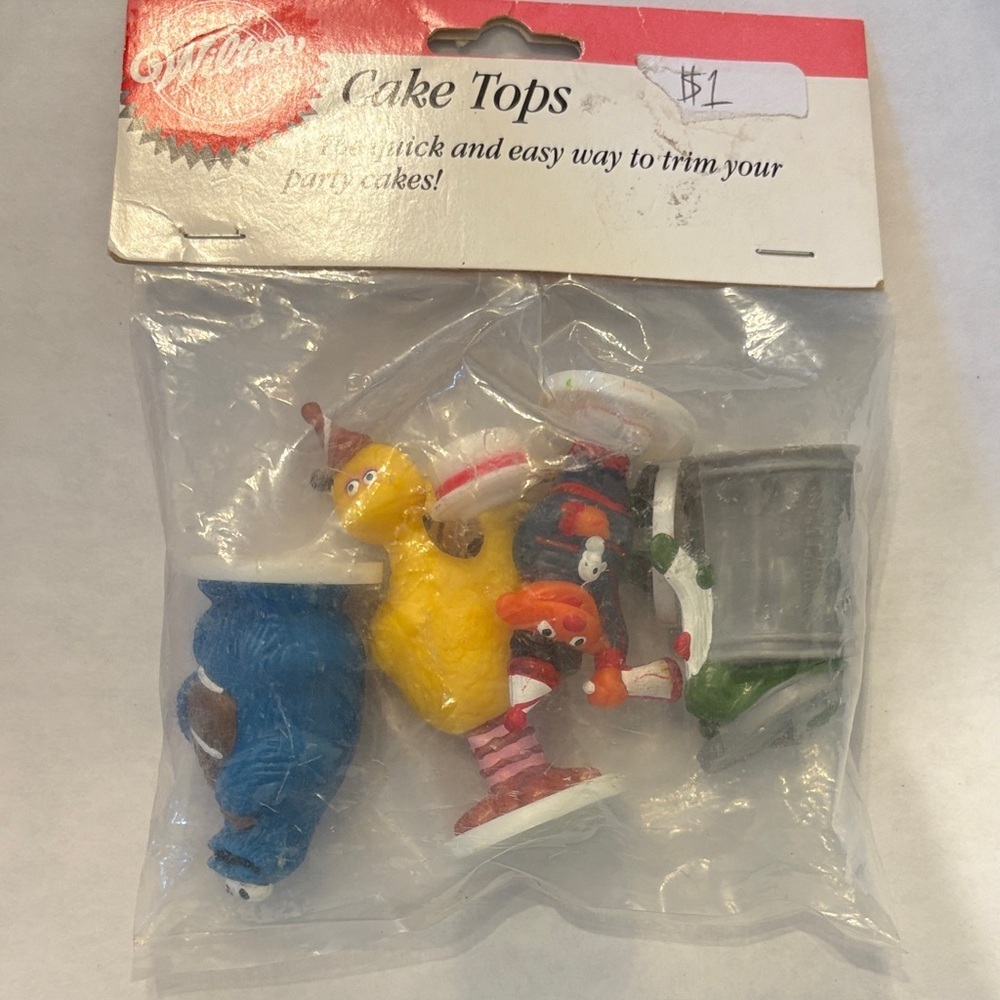 Wilton
Cake Tops
$1
The quick and easy way to trim your
party cakes!